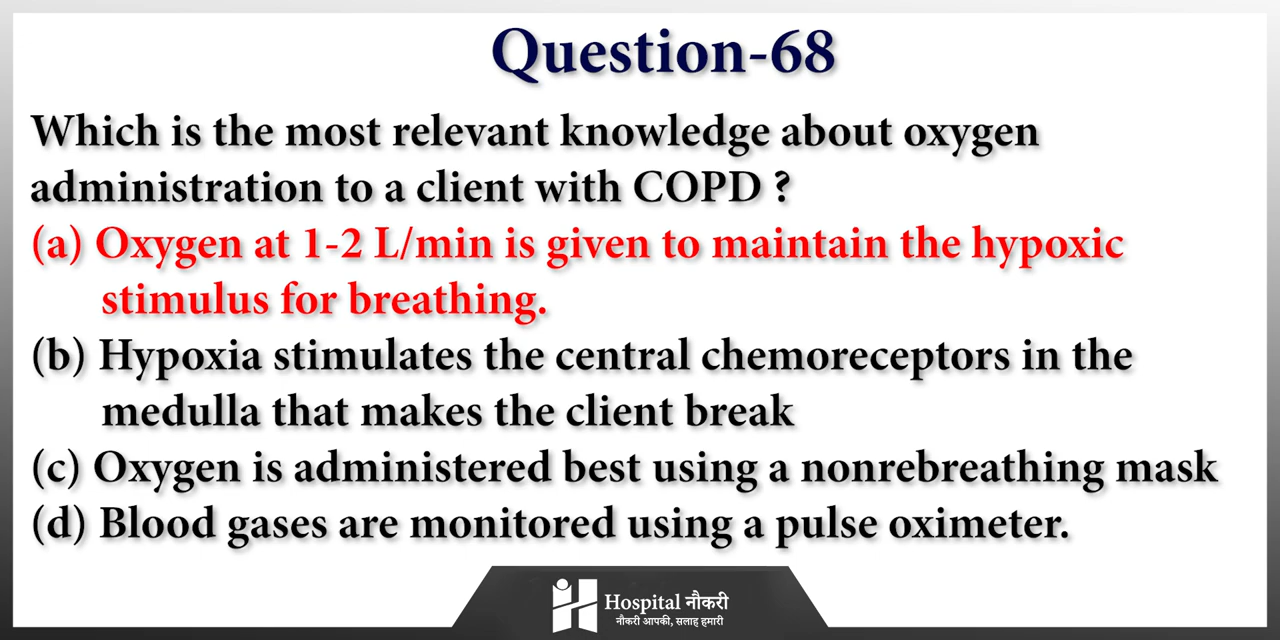 Question-68
Which is the most relevant knowledge about oxygen
administration to a client with COPD ?
(a) Oxygen at 1-2 L/min is given to maintain the hypoxic
stimulus for breathing.
(b) Hypoxia stimulates the central chemoreceptors in the
medulla that makes the client break
(c) Oxygen is administered best using a nonrebreathing mask
(d) Blood gases are monitored using a pulse oximeter.
Hospital नौकरी
नौकरी आपकी, सलाह हमारी